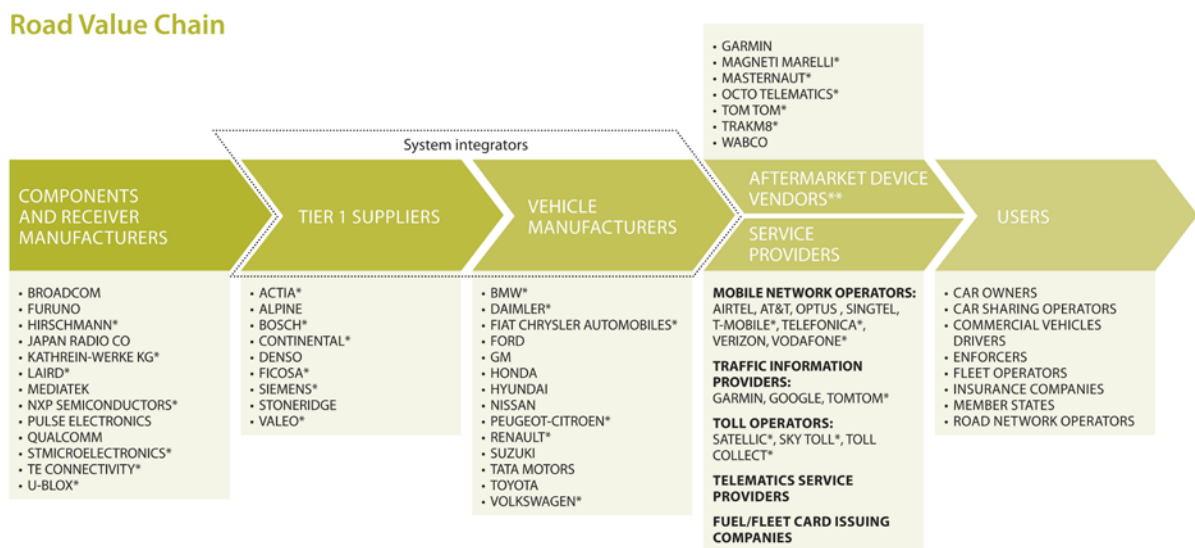 Road Value Chain
• GARMIN
• MAGNETI MARELLI*
• MASTERNAUT*
• OCTO TELEMATICS*
• TOM TOM*
• TRAKM8*
• WABCO
System integrators
COMPONENTS
AND RECEIVER
MANUFACTURERS
TIER 1 SUPPLIERS
VEHICLE
MANUFACTURERS
AFTERMARKET DEVICE
VENDORS**
SERVICE
PROVIDERS
USERS
• BROADCOM
• FURUNO
• HIRSCHMANN*
• JAPAN RADIO CO
• KATHREIN-WERKE KG*
• LAIRD*
• MEDIATEK
• NXP SEMICONDUCTORS*
• PULSE ELECTRONICS
• QUALCOMM
• STMICROELECTRONICS*
• TE CONNECTIVITY*
• U-BLOX*
• ACTIA*
• ALPINE
• BOSCH*
• CONTINENTAL*
• DENSO
• FICOSA*
• SIEMENS*
• STONERIDGE
• VALEO*
• BMW*
• DAIMLER*
• FIAT CHRYSLER AUTOMOBILES*
• FORD
• GM
• HONDA
• HYUNDAI
• NISSAN
• PEUGEOT-CITROEN*
• RENAULT*
• SUZUKI
• TATA MOTORS
• TOYOTA
• VOLKSWAGEN*
MOBILE NETWORK OPERATORS:
AIRTEL, AT&T, OPTUS , SINGTEL,
T-MOBILE*, TELEFONICA*,
VERIZON, VODAFONE*
TRAFFIC INFORMATION
PROVIDERS:
GARMIN, GOOGLE, TOMTOM*
TOLL OPERATORS:
SATELLIC*, SKY TOLL*, TOLL
COLLECT*
TELEMATICS SERVICE
PROVIDERS
FUEL/FLEET CARD ISSUING
COMPANIES
• CAR OWNERS
• CAR SHARING OPERATORS
• COMMERCIAL VEHICLES
DRIVERS
• ENFORCERS
• FLEET OPERATORS
• INSURANCE COMPANIES
• MEMBER STATES
• ROAD NETWORK OPERATORS